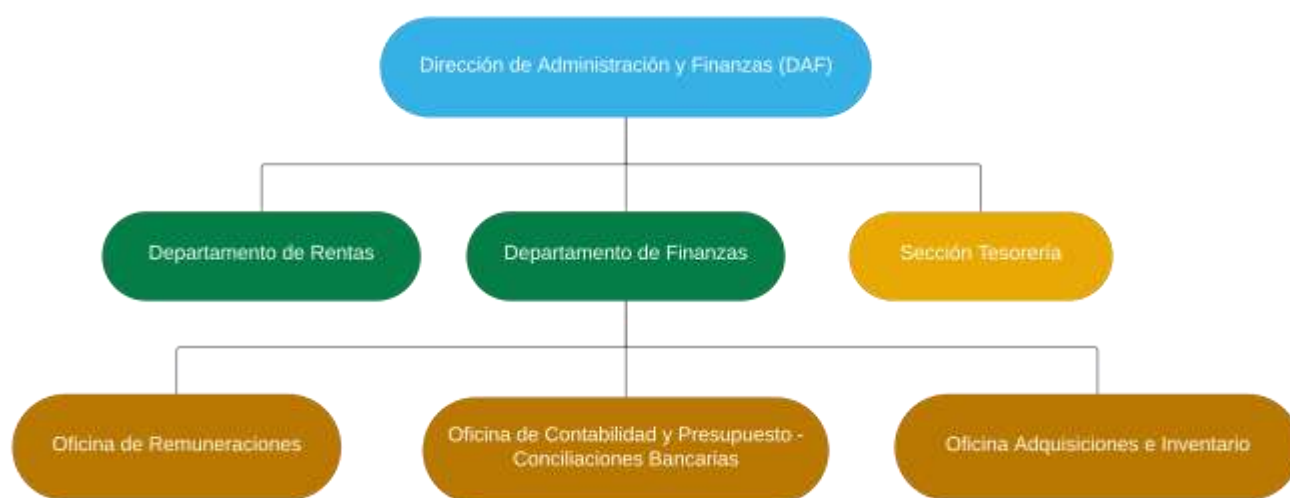 Dirección de Administración y Finanzas (DAF)
Departamento de Rentas
Departamento de Finanzas
Sección Tesorería
Oficina de Remuneraciones
Oficina de Contabilidad y Presupuesto -
Conciliaciones Bancarias
Oficina Adquisiciones e Inventario